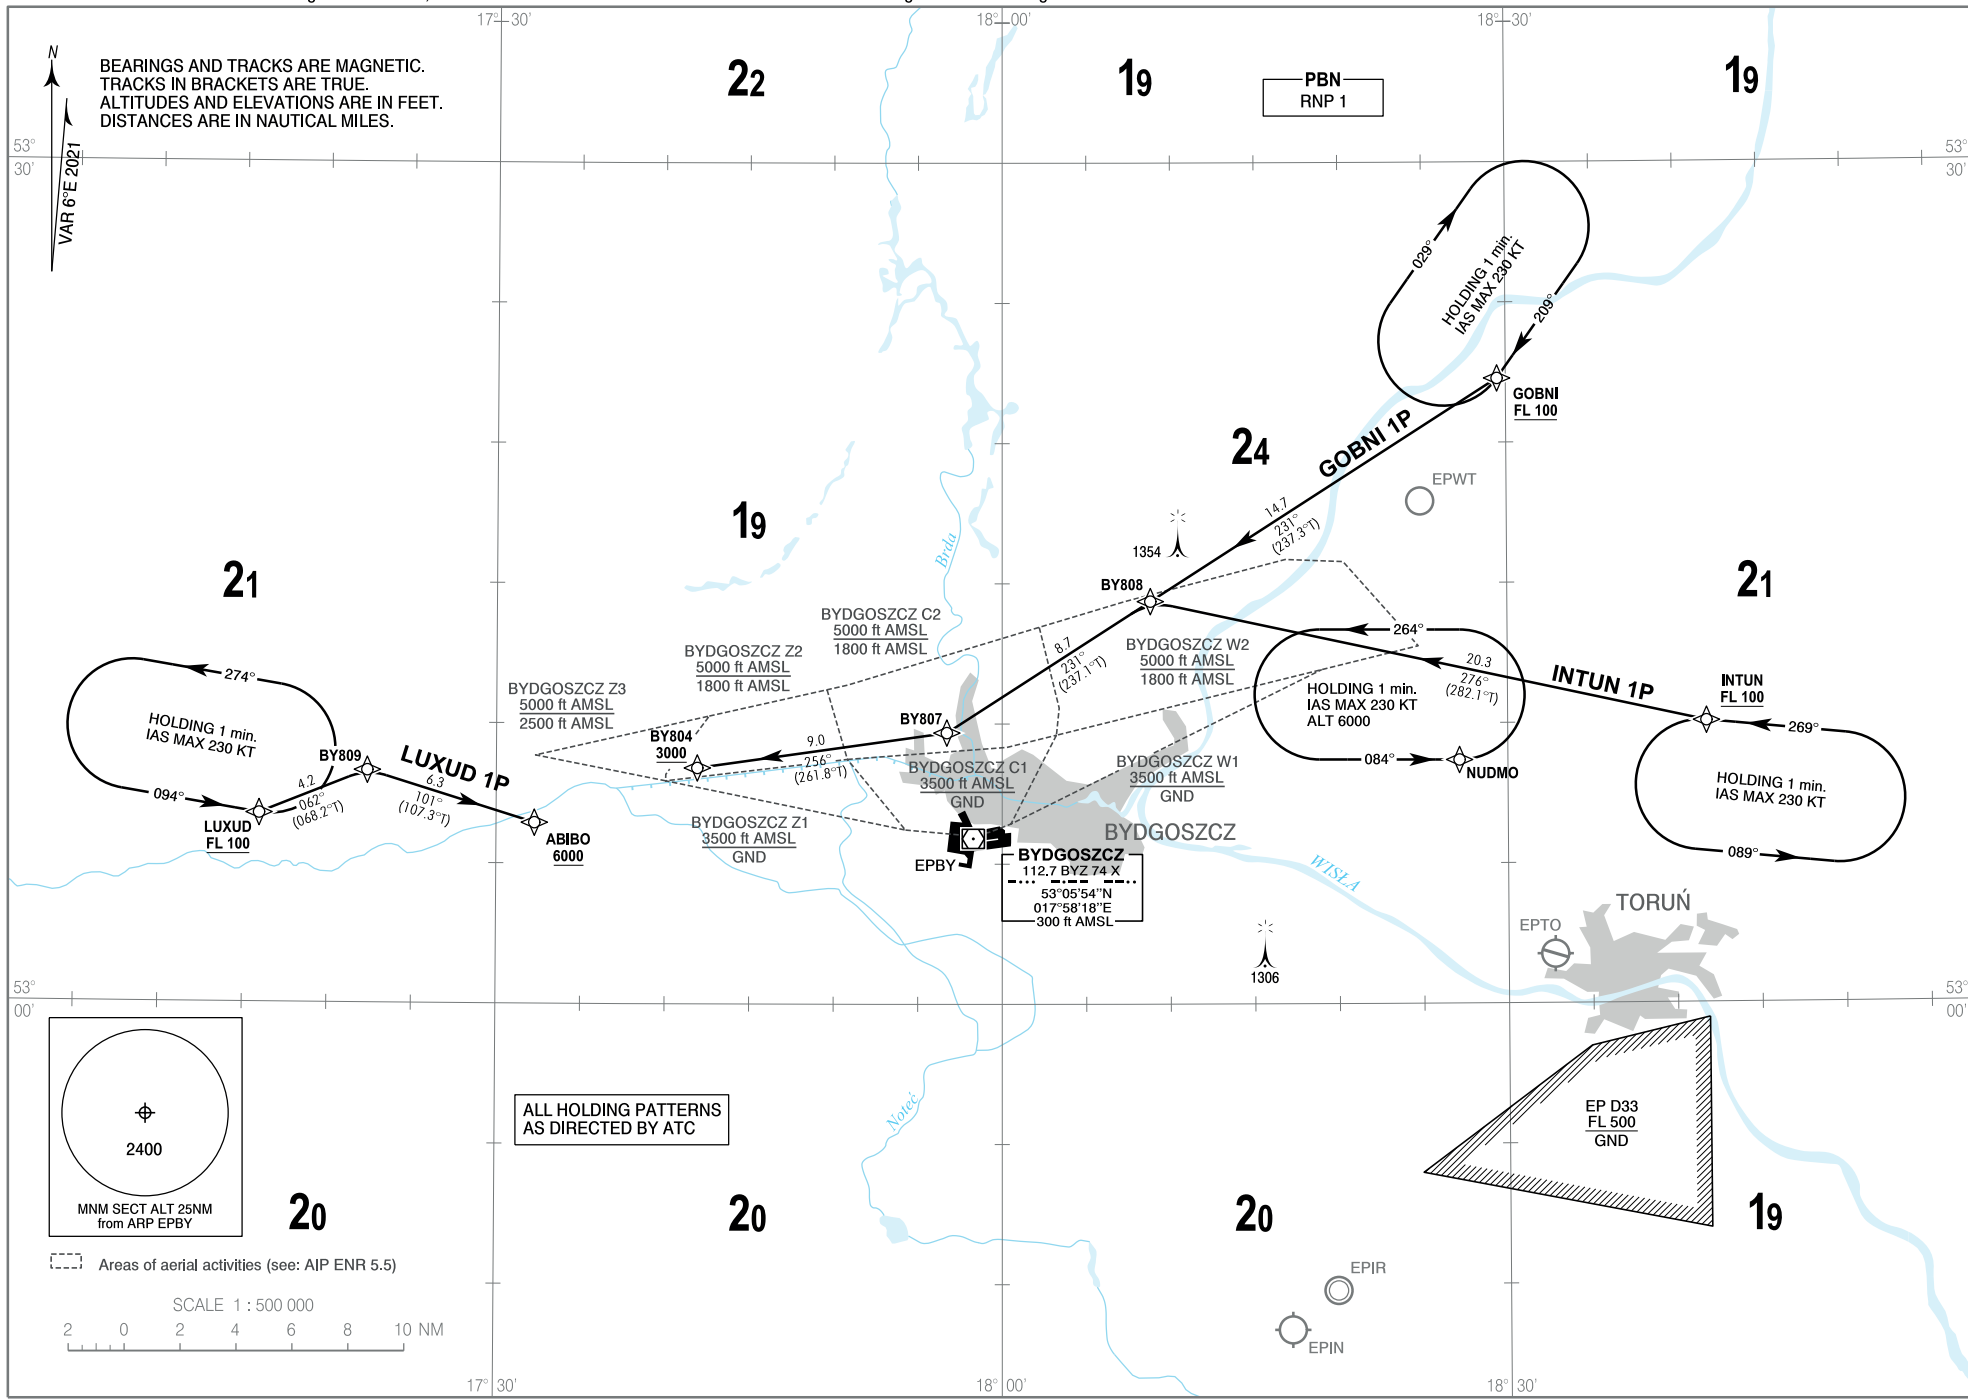 17° 30'
18° 00'
18° 30'
N
VAR 6°E 2021
BEARINGS AND TRACKS ARE MAGNETIC.
TRACKS IN BRACKETS ARE TRUE.
ALTITUDES AND ELEVATIONS ARE IN FEET.
DISTANCES ARE IN NAUTICAL MILES.
22
19
PBN
RNP 1
19
53°
30'
53°
30'
029°
HOLDING 1 min.
IAS MAX 230 KT
209°
GOBNI
FL 100
GOBNI 1P
24
EPWT
14.7
231°
(237.3°T)
19
Brda
1354
21
BY808
21
BYDGOSZCZ C2
5000 ft AMSL
1800 ft AMSL
BYDGOSZCZ Z2
5000 ft AMSL
1800 ft AMSL
BYDGOSZCZ Z3
5000 ft AMSL
2500 ft AMSL
8.7
231°
(237.1°T)
BYDGOSZCZ W2
5000 ft AMSL
1800 ft AMSL
264°
HOLDING 1 min.
IAS MAX 230 KT
ALT 6000
084°
NUDMO
20.3
276°
(282.1°T)
INTUN 1P
INTUN
FL 100
269°
HOLDING 1 min.
IAS MAX 230 KT
089°
274°
HOLDING 1 min.
IAS MAX 230 KT
094°
BY809
LUXUD 1P
4.2
062°
(068.2°T)
6.3
101°
(107.3°T)
LUXUD
FL 100
ABIBO
6000
BY804
3000
BY807
9.0
256°
(261.8°T)
BYDGOSZCZ C1
3500 ft AMSL
GND
BYDGOSZCZ W1
3500 ft AMSL
GND
BYDGOSZCZ Z1
3500 ft AMSL
GND
BYDGOSZCZ
EPBY
BYDGOSZCZ
112.7 BYZ 74 X
53°05'54"N
017°58'18"E
300 ft AMSL
WISŁA
TORUŃ
EPTO
1306
53°
00'
53°
00'
2400
MNM SECT ALT 25NM
from ARP EPBY
ALL HOLDING PATTERNS
AS DIRECTED BY ATC
Noteć
EP D33
FL 500
GND
20
20
20
19
Areas of aerial activities (see: AIP ENR 5.5)
SCALE 1 : 500 000
2 0 2 4 6 8 10 NM
EPIR
EPIN
17° 30'
18° 00'
18° 30'